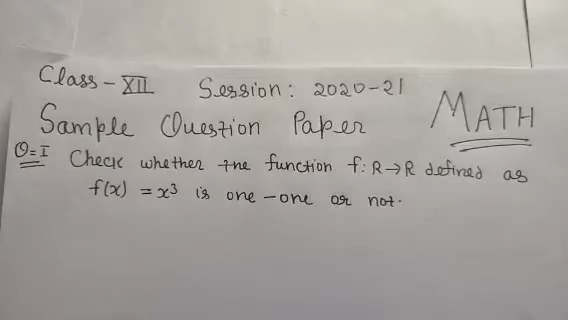 Class - XII Session: 2020-21
Sample Question Paper MATH
Q=I Check whether the function f: R→R defined as
f(x) = x³ is one-one or not.